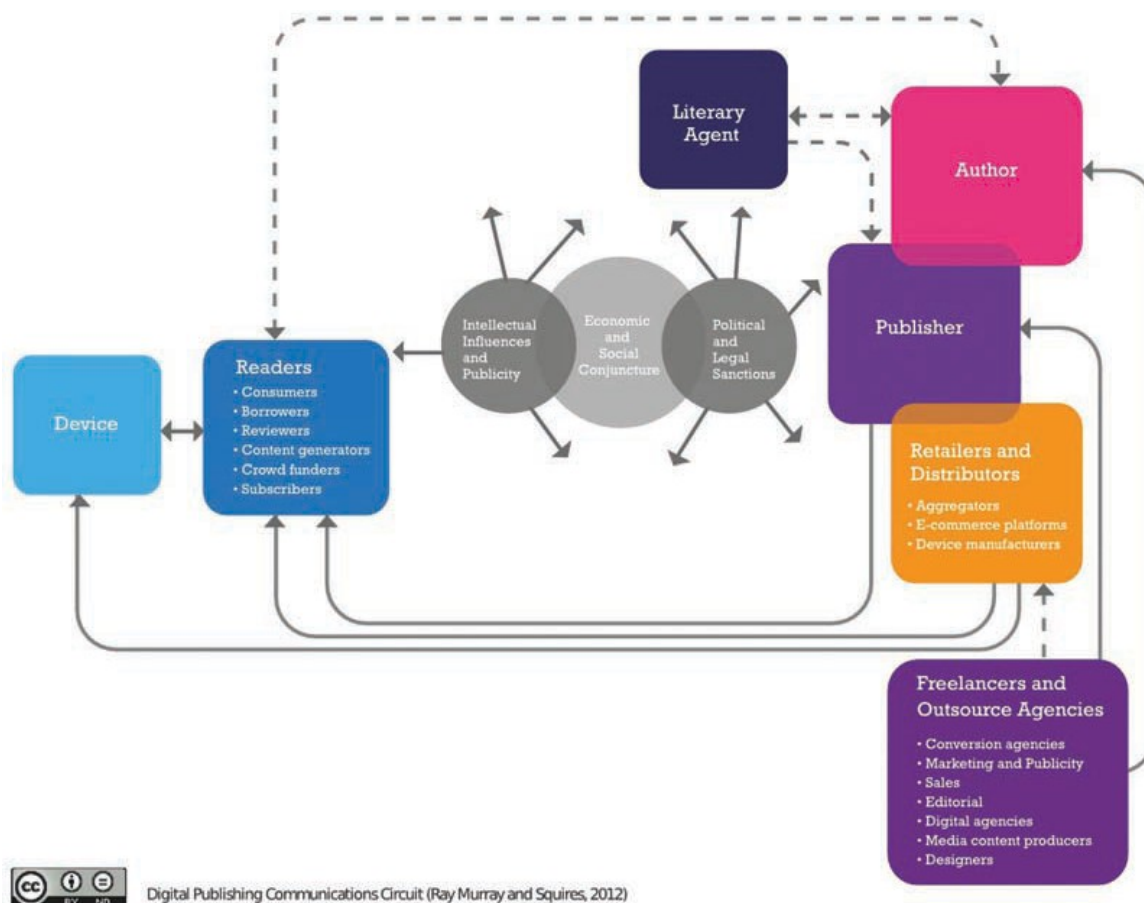 Literary
Agent
Author
Publisher
Intellectual
Influences
and
Publicity
Economic
and
Social
Conjuncture
Political
and
Legal
Sanctions
Device
Readers
• Consumers
• Borrowers
• Reviewers
• Content generators
• Crowd funders
• Subscribers
Retailers and
Distributors
• Aggregators
• E-commerce platforms
• Device manufacturers
Freelancers and
Outsource Agencies
• Conversion agencies
• Marketing and Publicity
• Sales
• Editorial
• Digital agencies
• Media content producers
• Designers
cc
BY ND
Digital Publishing Communications Circuit (Ray Murray and Squires, 2012)